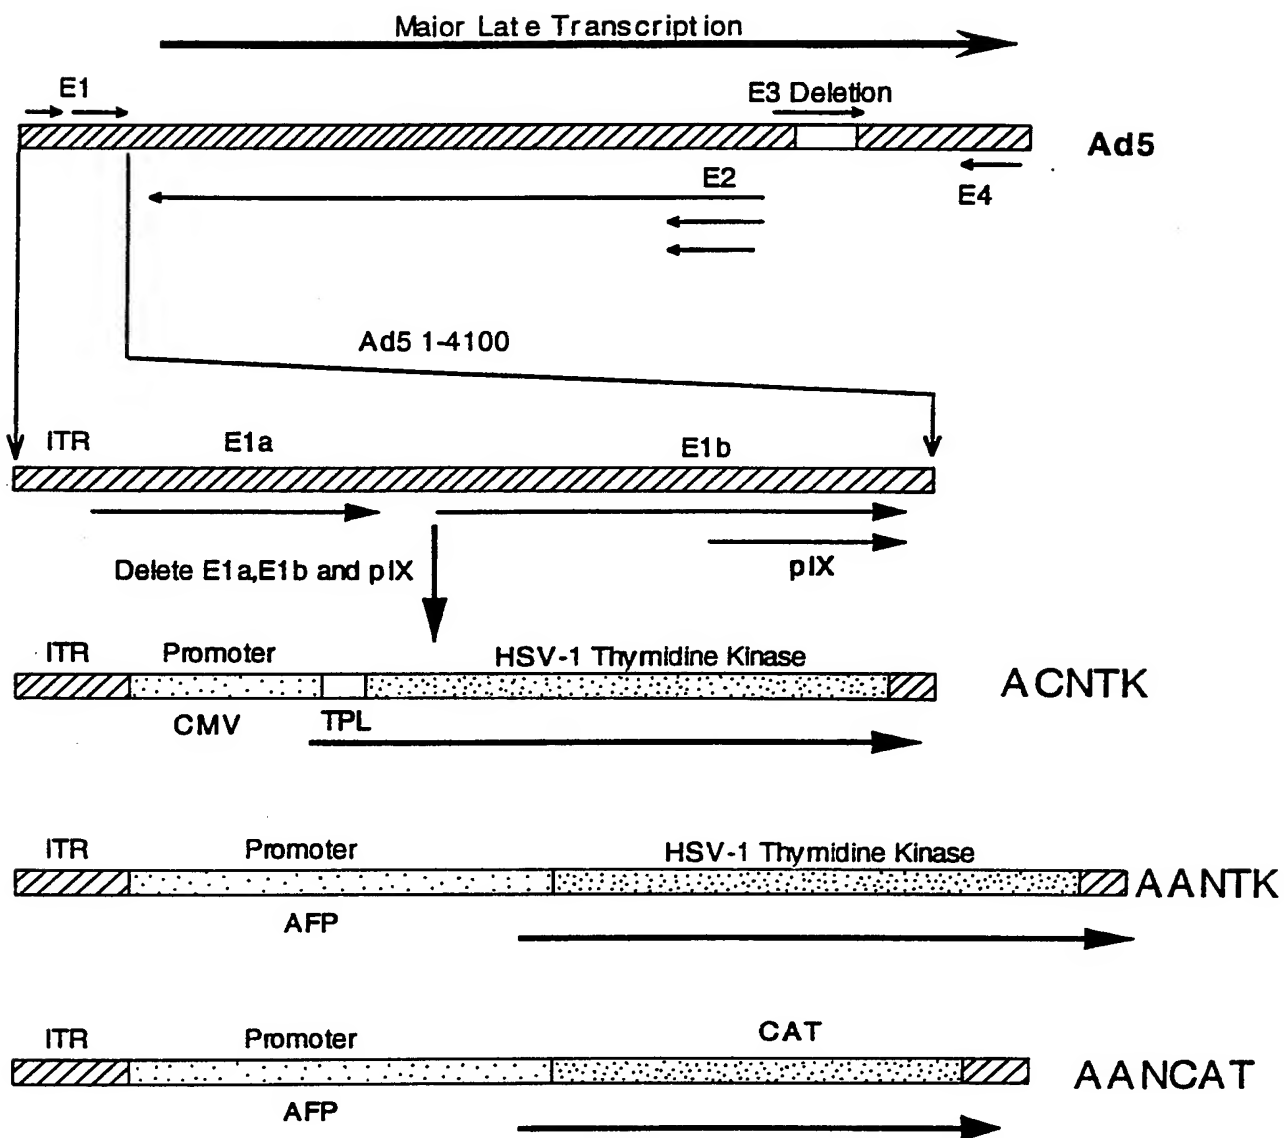 Maior Late Transcription
E1
E3 Deletion
Ad5
E2
E4
Ad5 1-4100
ITR
E1a
E1b
Delete E1a,E1b and pIX
pIX
ITR
Promoter
HSV-1 Thymidine Kinase
ACNTK
CMV
TPL
ITR
Promoter
HSV-1 Thymidine Kinase
AANTK
AFP
ITR
Promoter
CAT
AANCAT
AFP